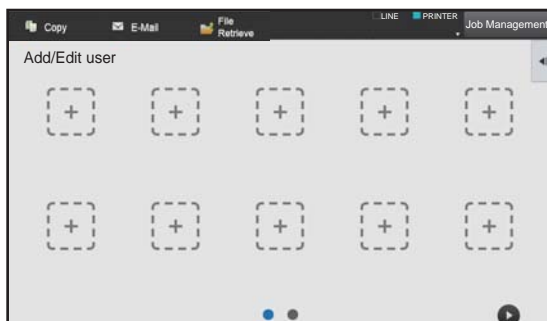 Copy
E-Mail
File
Retrieve
LINE
PRINTER
Job Management
Add/Edit user